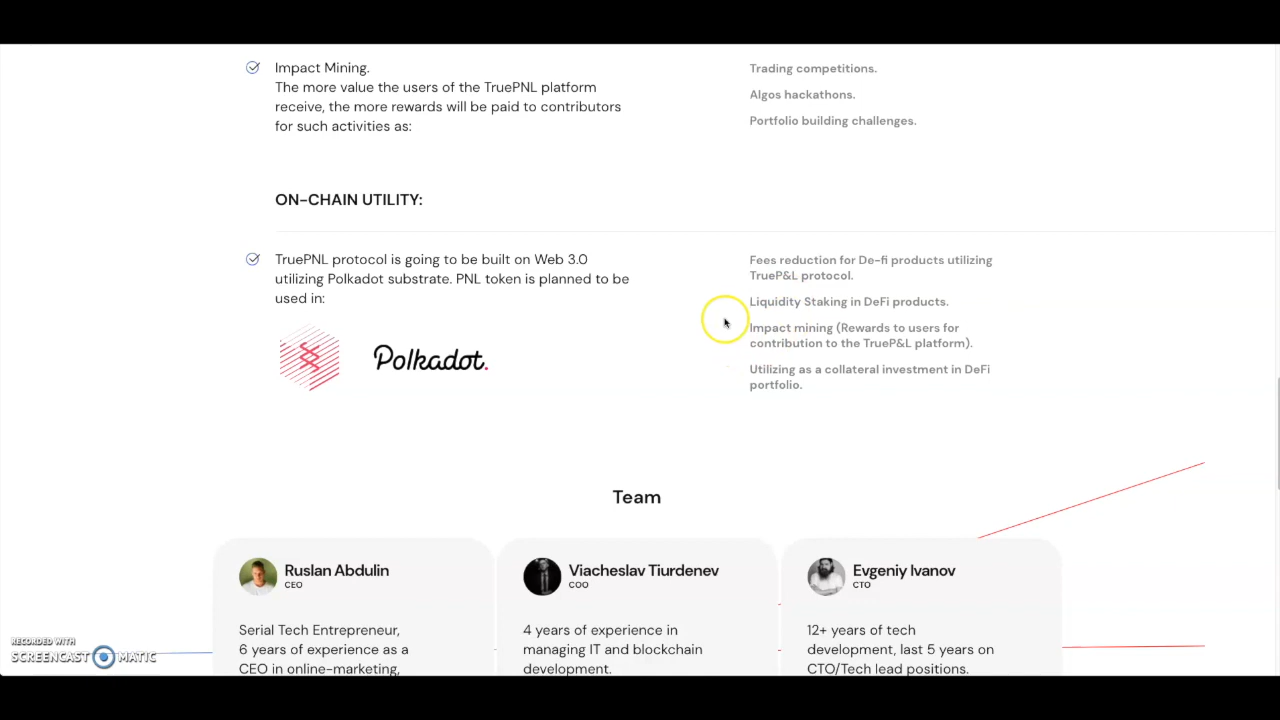 Impact Mining.
The more value the users of the TruePNL platform
receive, the more rewards will be paid to contributors
for such activities as:
Trading competitions.
Algos hackathons.
Portfolio building challenges.
ON-CHAIN UTILITY:
TruePNL protocol is going to be built on Web 3.0
utilizing Polkadot substrate. PNL token is planned to be
used in:
Polkadot.
Fees reduction for De-fi products utilizing
TrueP&L protocol.
Liquidity Staking in DeFi products.
Impact mining (Rewards to users for
contribution to the TrueP&L platform).
Utilizing as a collateral investment in DeFi
portfolio.
Team
Ruslan Abdulin
CEO
Serial Tech Entrepreneur,
6 years of experience as a
CEO in online-marketing,
Viacheslav Tiurdenev
COO
4 years of experience in
managing IT and blockchain
development.
Evgeniy Ivanov
CTO
12+ years of tech
development, last 5 years on
CTO/Tech lead positions.
RECORDED WITH
SCREENCAST MATIC